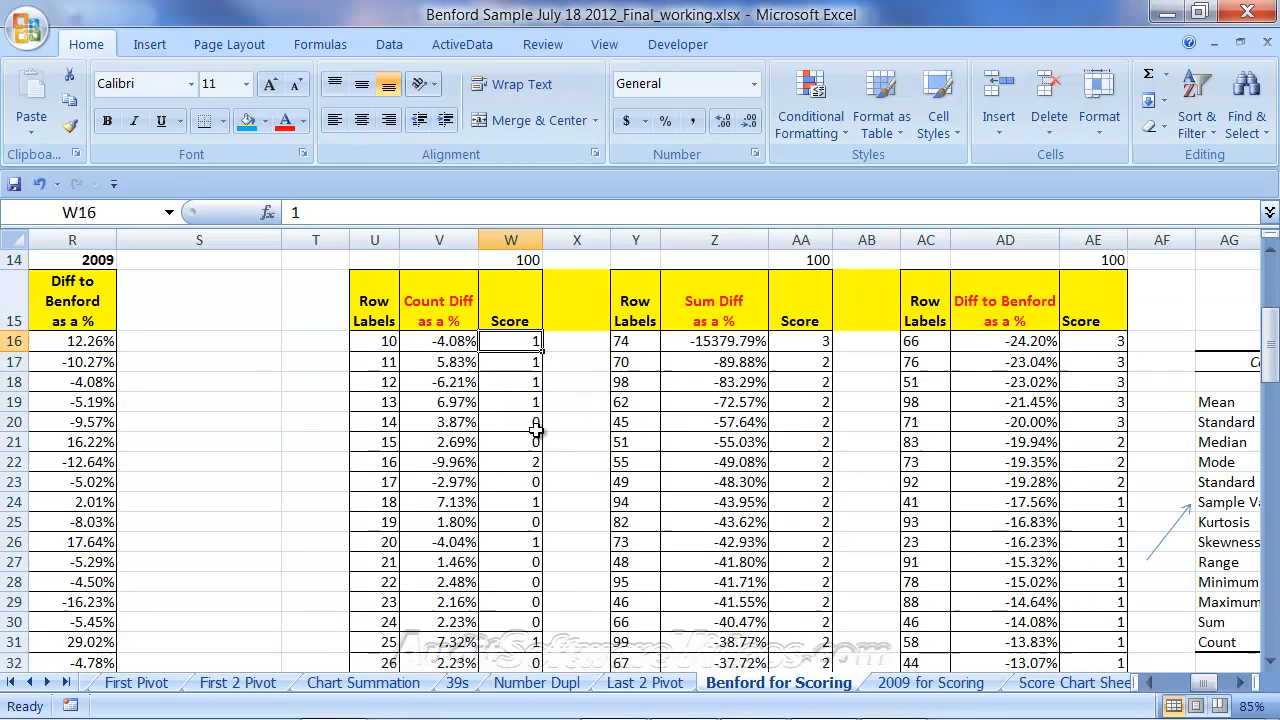 Benford Sample July 18 2012_Final_working.xlsx - Microsoft Excel
Home Insert Page Layout Formulas Data ActiveData Review View Developer
Calibri 11 Wrap Text General
Paste Merge & Center Conditional Formatting Format as Table Cell Styles Insert Delete Format Sort & Filter Find & Select
Clipboa... Font Alignment Number Styles Cells Editing
W16 fx 1
R S T U V W X Y Z AA AB AC AD AE AF AG
14 2009 100 100 100
15 Diff to Benford as a % Row Labels Count Diff as a % Score Row Labels Sum Diff as a % Score Row Labels Diff to Benford as a % Score
16 12.26% 10 -4.08% 1 74 -15379.79% 3 66 -24.20% 3
17 -10.27% 11 5.83% 1 70 -89.88% 2 76 -23.04% 3
18 -4.08% 12 -6.21% 1 98 -83.29% 2 51 -23.02% 3
19 -5.19% 13 6.97% 1 62 -72.57% 2 98 -21.45% 3 Mean
20 -9.57% 14 3.87% 0 45 -57.64% 2 71 -20.00% 3 Standard
21 16.22% 15 2.69% 0 51 -55.03% 2 83 -19.94% 2 Median
22 -12.64% 16 -9.96% 2 55 -49.08% 2 73 -19.35% 2 Mode
23 -5.02% 17 -2.97% 0 49 -48.30% 2 92 -19.28% 2 Standard
24 2.01% 18 7.13% 1 94 -43.95% 2 41 -17.56% 1 Sample Va
25 -8.03% 19 1.80% 0 82 -43.62% 2 93 -16.83% 1 Kurtosis
26 17.64% 20 -4.04% 1 73 -42.93% 2 23 -16.23% 1 Skewness
27 -5.29% 21 1.46% 0 48 -41.80% 2 91 -15.32% 1 Range
28 -4.50% 22 2.48% 0 95 -41.71% 2 78 -15.02% 1 Minimum
29 -16.23% 23 2.16% 0 46 -41.55% 2 88 -14.64% 1 Maximum
30 -5.45% 24 2.23% 0 66 -40.47% 2 46 -14.08% 1 Sum
31 29.02% 25 7.32% 1 99 -38.77% 2 58 -13.83% 1 Count
32 -4.78% 26 2.23% 0 67 -37.72% 2 44 -13.07% 1
AuditSoftwareVideos.com
First Pivot First 2 Pivot Chart Summation 39s Number Dupl Last 2 Pivot Benford for Scoring 2009 for Scoring Score Chart Shee
Ready 85%